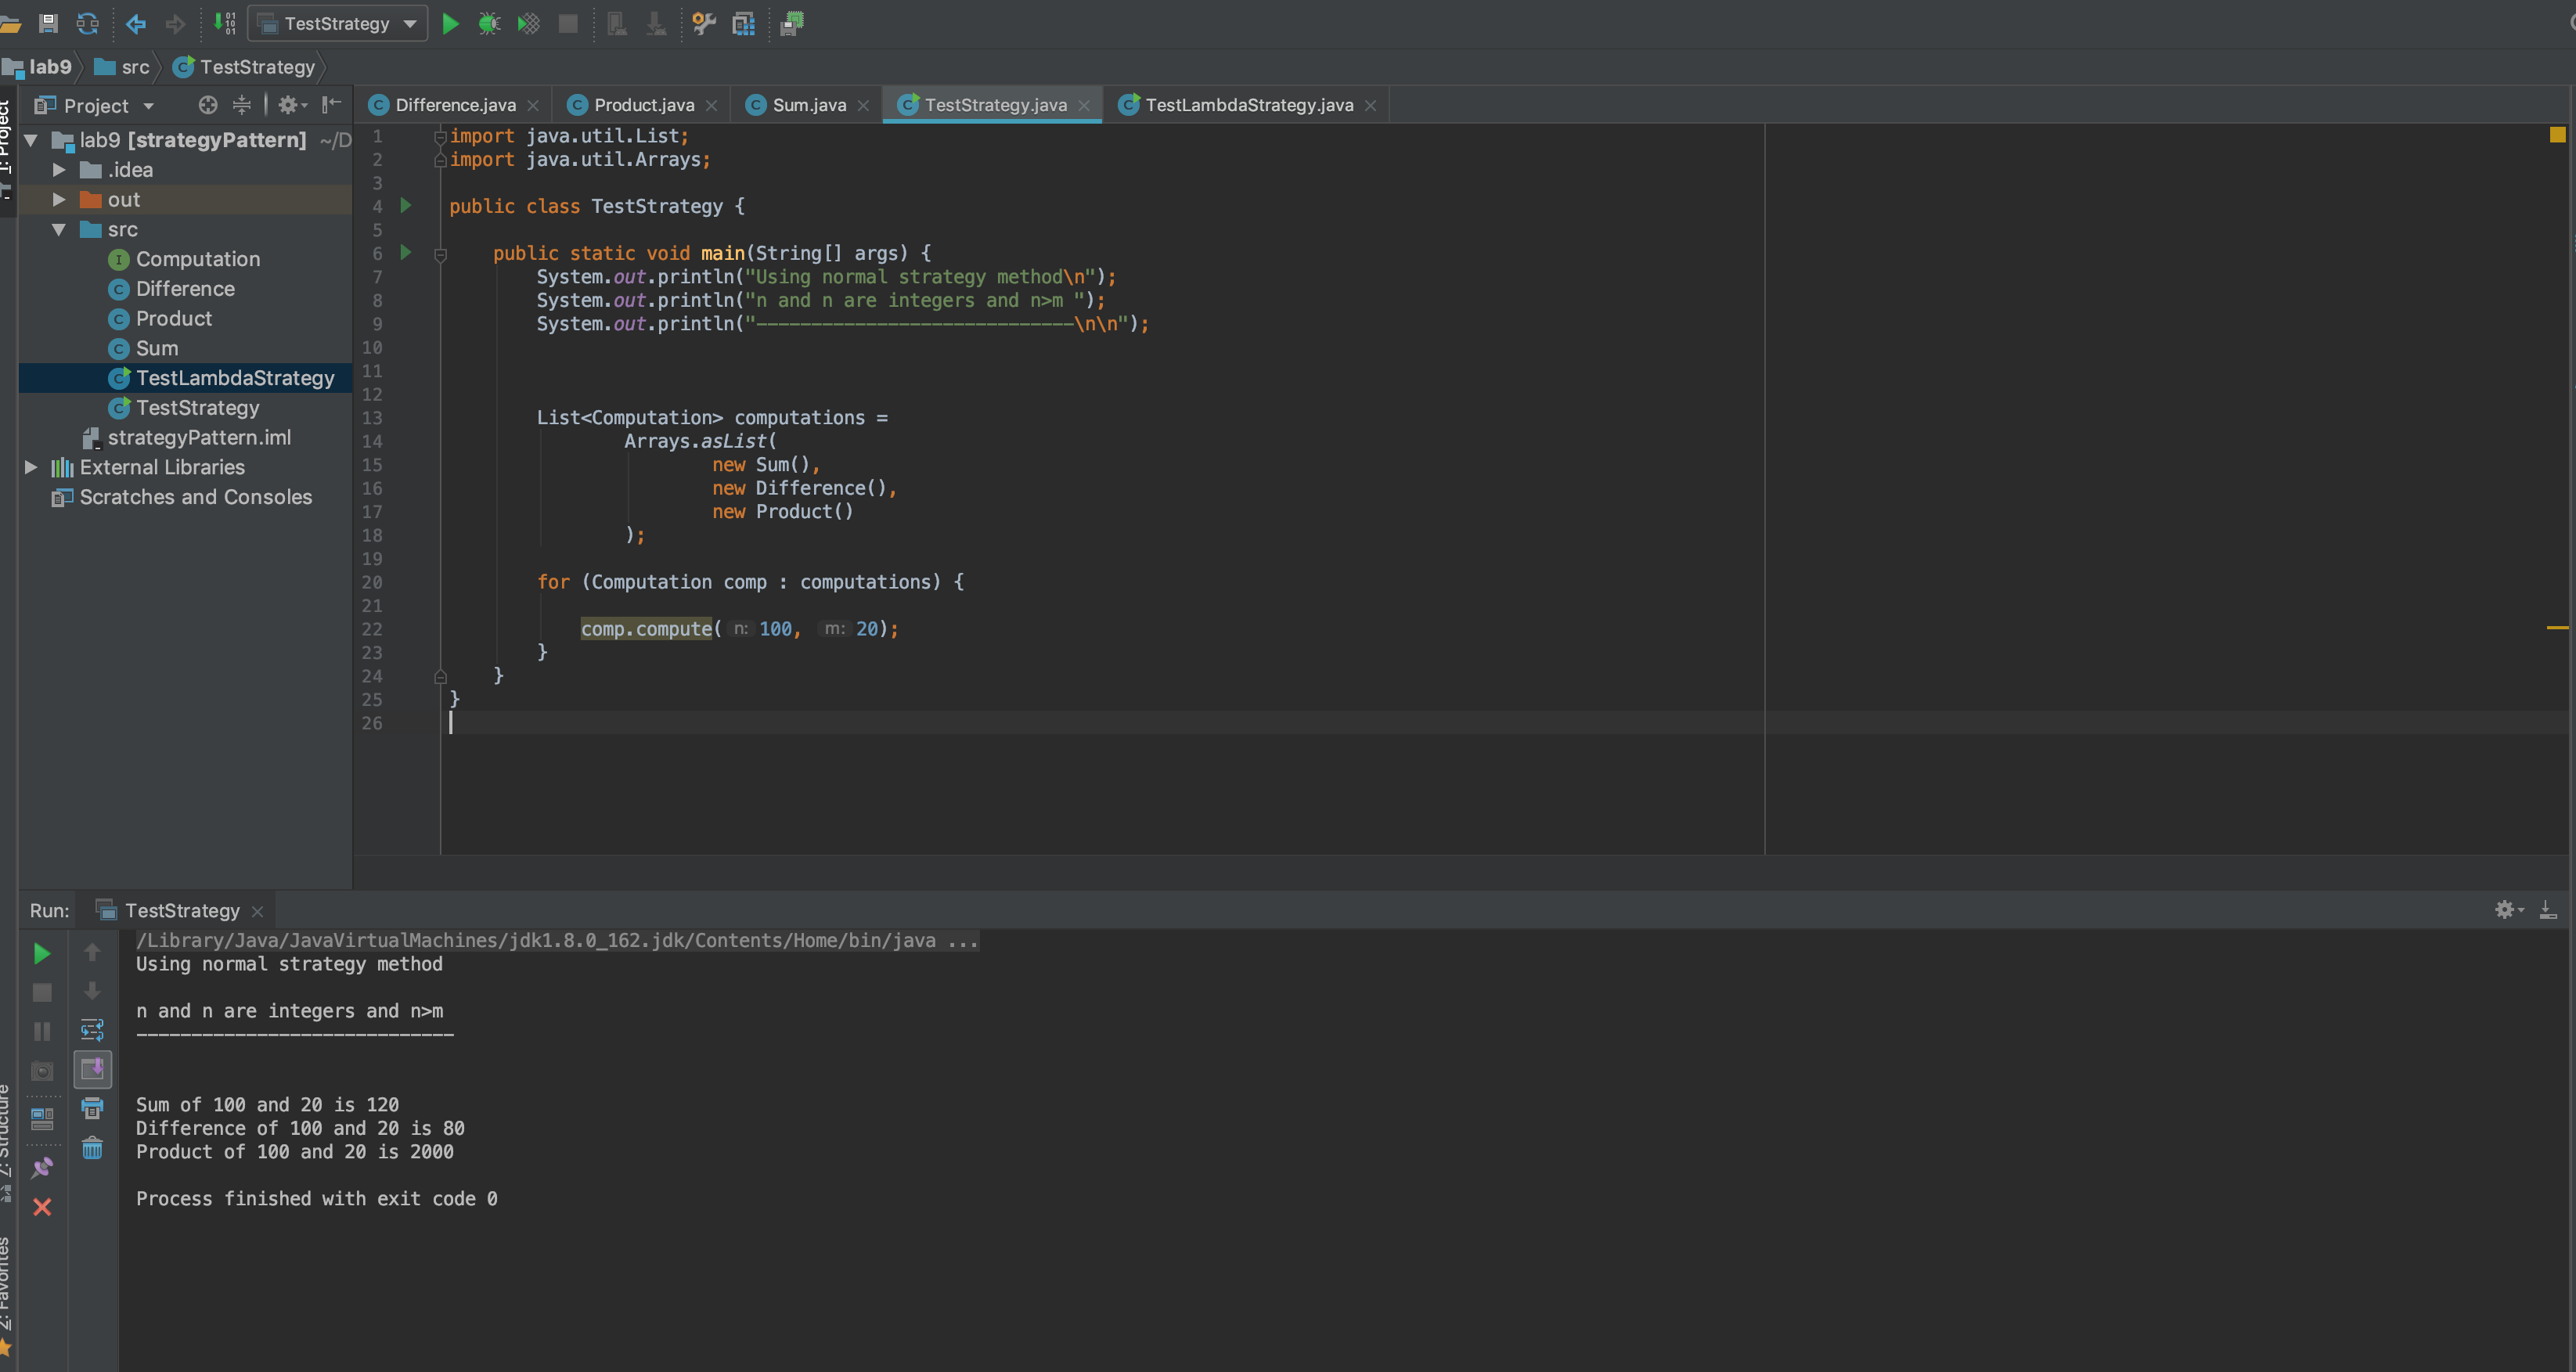 TestStrategy
lab9 src TestStrategy
1: Project
Project
Difference.java Product.java Sum.java TestStrategy.java TestLambdaStrategy.java
lab9 [strategyPattern] ~/D
.idea
out
src
Computation
Difference
Product
Sum
TestLambdaStrategy
TestStrategy
strategyPattern.iml
External Libraries
Scratches and Consoles
1 import java.util.List;
2 import java.util.Arrays;
3
4 public class TestStrategy {
5
6 public static void main(String[] args) {
7 System.out.println("Using normal strategy method\n");
8 System.out.println("n and n are integers and n>m ");
9 System.out.println("-----------------------------\n\n");
10
11
12
13 List<Computation> computations =
14 Arrays.asList(
15 new Sum(),
16 new Difference(),
17 new Product()
18 );
19
20 for (Computation comp : computations) {
21
22 comp.compute( n: 100, m: 20);
23 }
24 }
25 }
26
Run: TestStrategy
/Library/Java/JavaVirtualMachines/jdk1.8.0_162.jdk/Contents/Home/bin/java ...
Using normal strategy method
n and n are integers and n>m
-----------------------------
Sum of 100 and 20 is 120
Difference of 100 and 20 is 80
Product of 100 and 20 is 2000
Process finished with exit code 0
7: Structure
2: Favorites